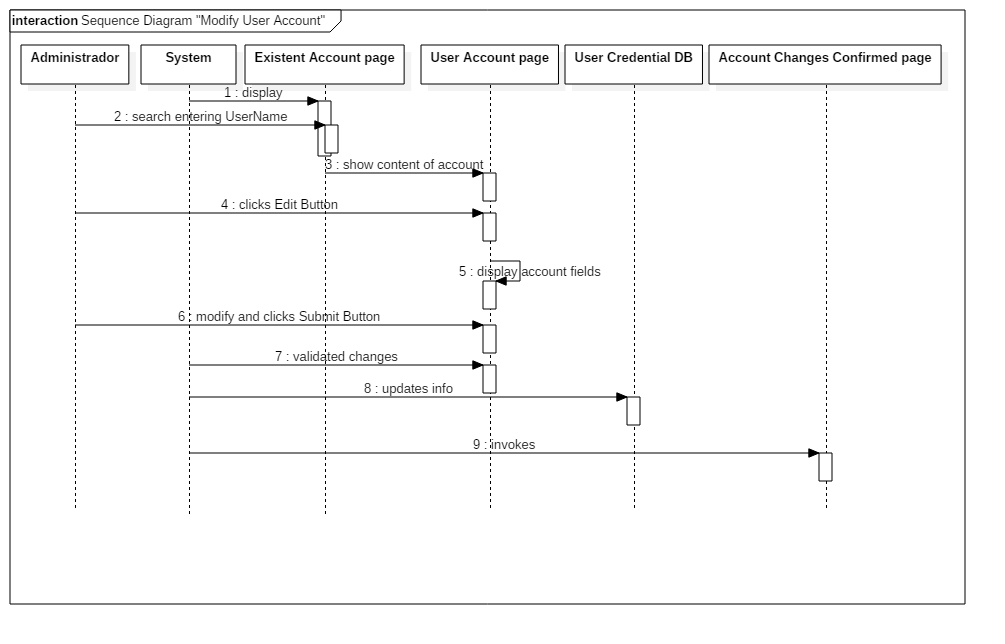 interaction Sequence Diagram "Modify User Account"
Administrador
System
Existent Account page
User Account page
User Credential DB
Account Changes Confirmed page
1 : display
2 : search entering UserName
3 : show content of account
4 : clicks Edit Button
5 : display account fields
6 : modify and clicks Submit Button
7 : validated changes
8 : updates info
9 : invokes